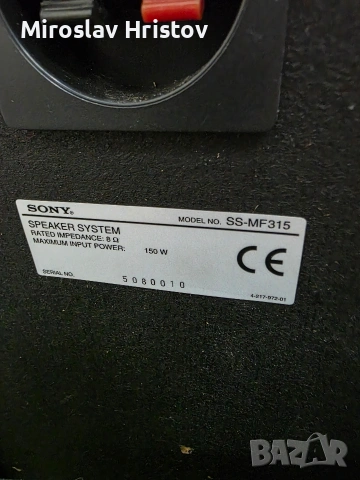 Miroslav Hristov
SONY®
MODEL NO. SS-MF315
SPEAKER SYSTEM
RATED IMPEDANCE: 8 Ω
MAXIMUM INPUT POWER: 150 W
CE
SERIAL NO. 5080010
4-217-972-01
BAZAR